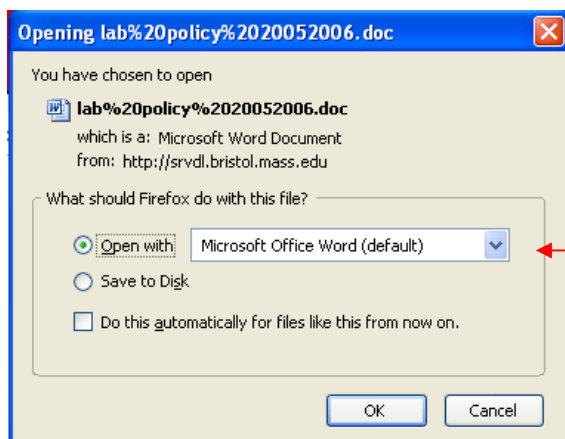 Opening lab%20policy%2020052006.doc
You have chosen to open
lab%20policy%2020052006.doc
which is a: Microsoft Word Document
from: http://srvdl.bristol.mass.edu
What should Firefox do with this file?
Open with Microsoft Office Word (default)
Save to Disk
Do this automatically for files like this from now on.
OK Cancel